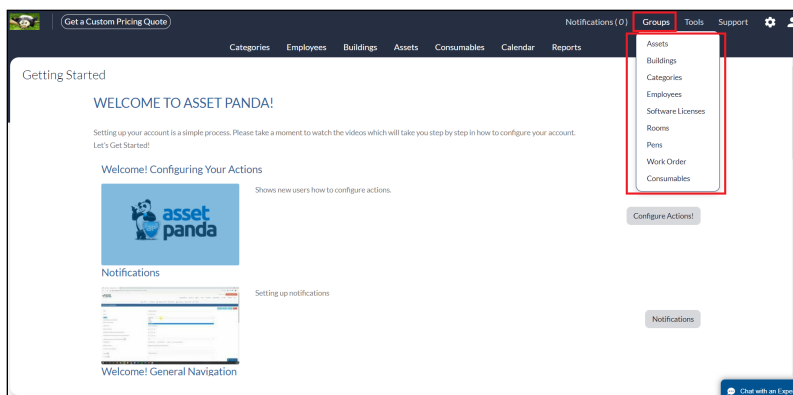 Get a Custom Pricing Quote
Notifications ( 0 ) Groups Tools Support
Categories Employees Buildings Assets Consumables Calendar Reports
Assets
Buildings
Categories
Employees
Software Licenses
Rooms
Pens
Work Order
Consumables
Getting Started
WELCOME TO ASSET PANDA!
Setting up your account is a simple process. Please take a moment to watch the videos which will take you step by step in how to configure your account.
Let's Get Started!
Welcome! Configuring Your Actions
Shows new users how to configure actions.
asset
panda
Configure Actions!
Notifications
Setting up notifications
Notifications
Welcome! General Navigation
Chat with an Expe